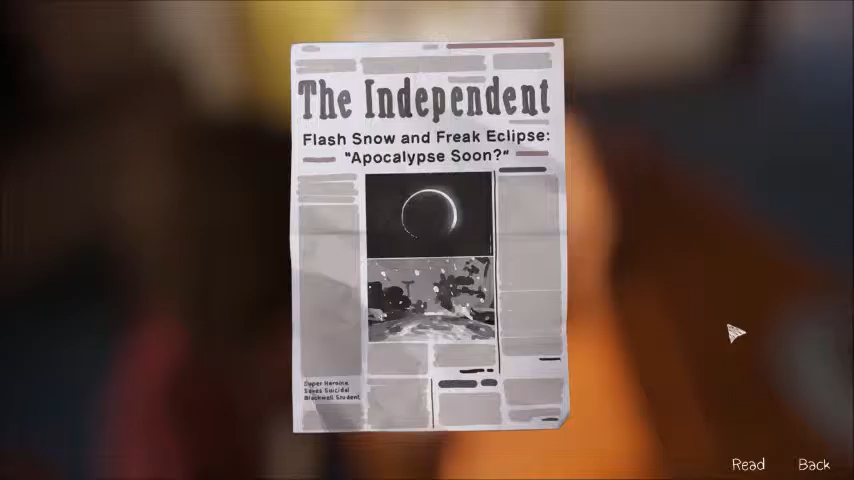 The Independent
Flash Snow and Freak Eclipse:
"Apocalypse Soon?"
Super Heroine
Saves Suicidal
Blackwell Student
Read
Back